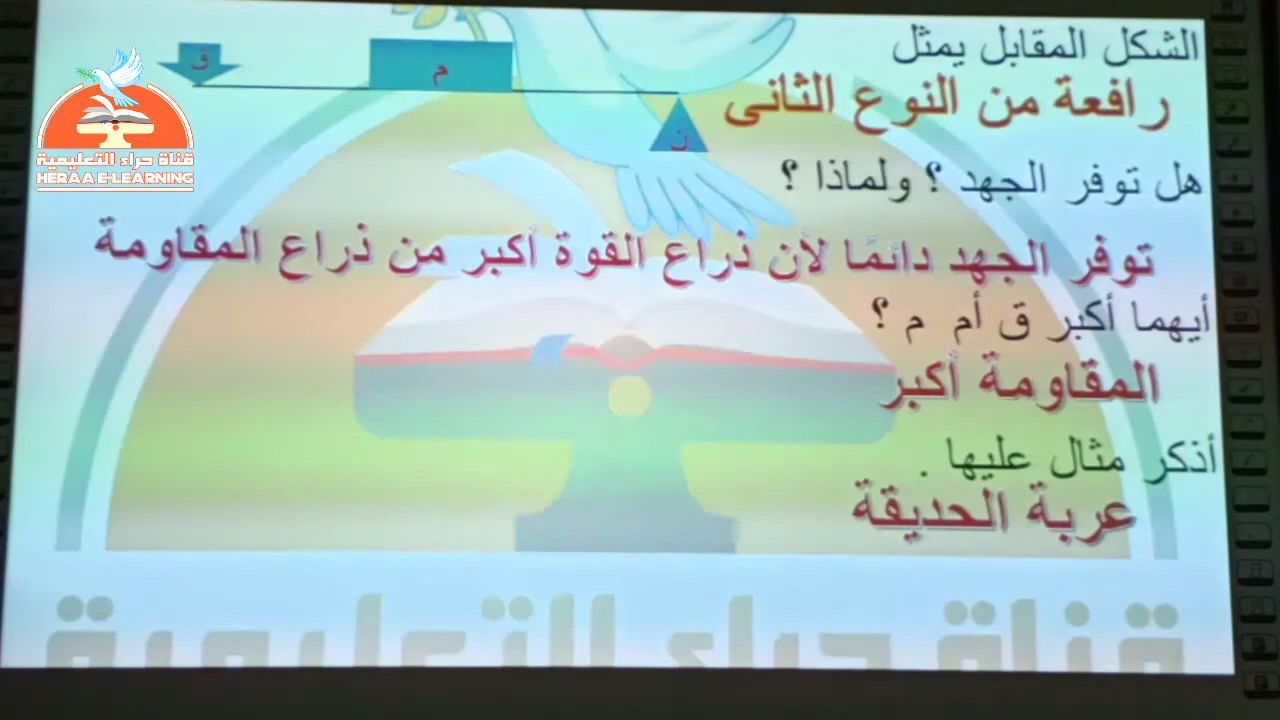 الشكل المقابل يمثل
رافعة من النوع الثانى
ق
م
ن
قناة حراء التعليمية
HERAA E-LEARNING
هل توفر الجهد ؟ ولماذا ؟
توفر الجهد دائمًا لأن ذراع القوة أكبر من ذراع المقاومة
أيهما أكبر ق أم م ؟
المقاومة أكبر
أذكر مثال عليها .
عربة الحديقة
قناة حراء التعليمية